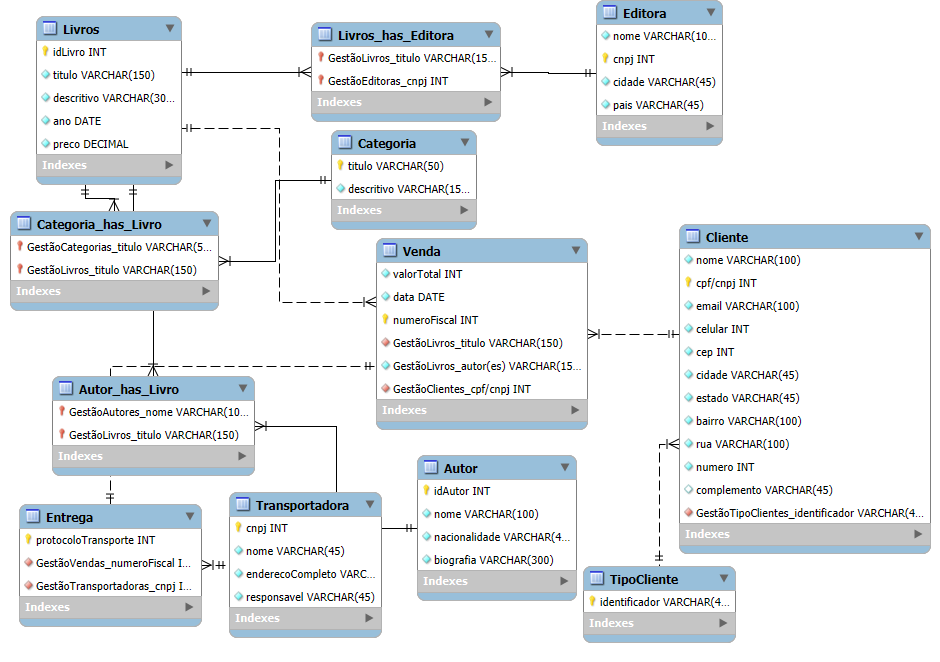 Livros
idLivro INT
titulo VARCHAR(150)
descritivo VARCHAR(30...
ano DATE
preco DECIMAL
Indexes
Livros_has_Editora
GestãoLivros_titulo VARCHAR(15...
GestãoEditoras_cnpj INT
Indexes
Editora
nome VARCHAR(10...
cnpj INT
cidade VARCHAR(45)
pais VARCHAR(45)
Indexes
Categoria
titulo VARCHAR(50)
descritivo VARCHAR(15...
Indexes
Categoria_has_Livro
GestãoCategorias_titulo VARCHAR(5...
GestãoLivros_titulo VARCHAR(150)
Indexes
Venda
valorTotal INT
data DATE
numeroFiscal INT
GestãoLivros_titulo VARCHAR(150)
GestãoLivros_autor(es) VARCHAR(15...
GestãoClientes_cpf/cnpj INT
Indexes
Cliente
nome VARCHAR(100)
cpf/cnpj INT
email VARCHAR(100)
celular INT
cep INT
cidade VARCHAR(45)
estado VARCHAR(45)
bairro VARCHAR(100)
rua VARCHAR(100)
numero INT
complemento VARCHAR(45)
GestãoTipoClientes_identificador VARCHAR(4...
Indexes
Autor_has_Livro
GestãoAutores_nome VARCHAR(10...
GestãoLivros_titulo VARCHAR(150)
Indexes
Autor
idAutor INT
nome VARCHAR(100)
nacionalidade VARCHAR(4...
biografia VARCHAR(300)
Indexes
Entrega
protocoloTransporte INT
GestãoVendas_numeroFiscal I...
GestãoTransportadoras_cnpj I...
Indexes
Transportadora
cnpj INT
nome VARCHAR(45)
enderecoCompleto VARC...
responsavel VARCHAR(45)
Indexes
TipoCliente
identificador VARCHAR(4...
Indexes